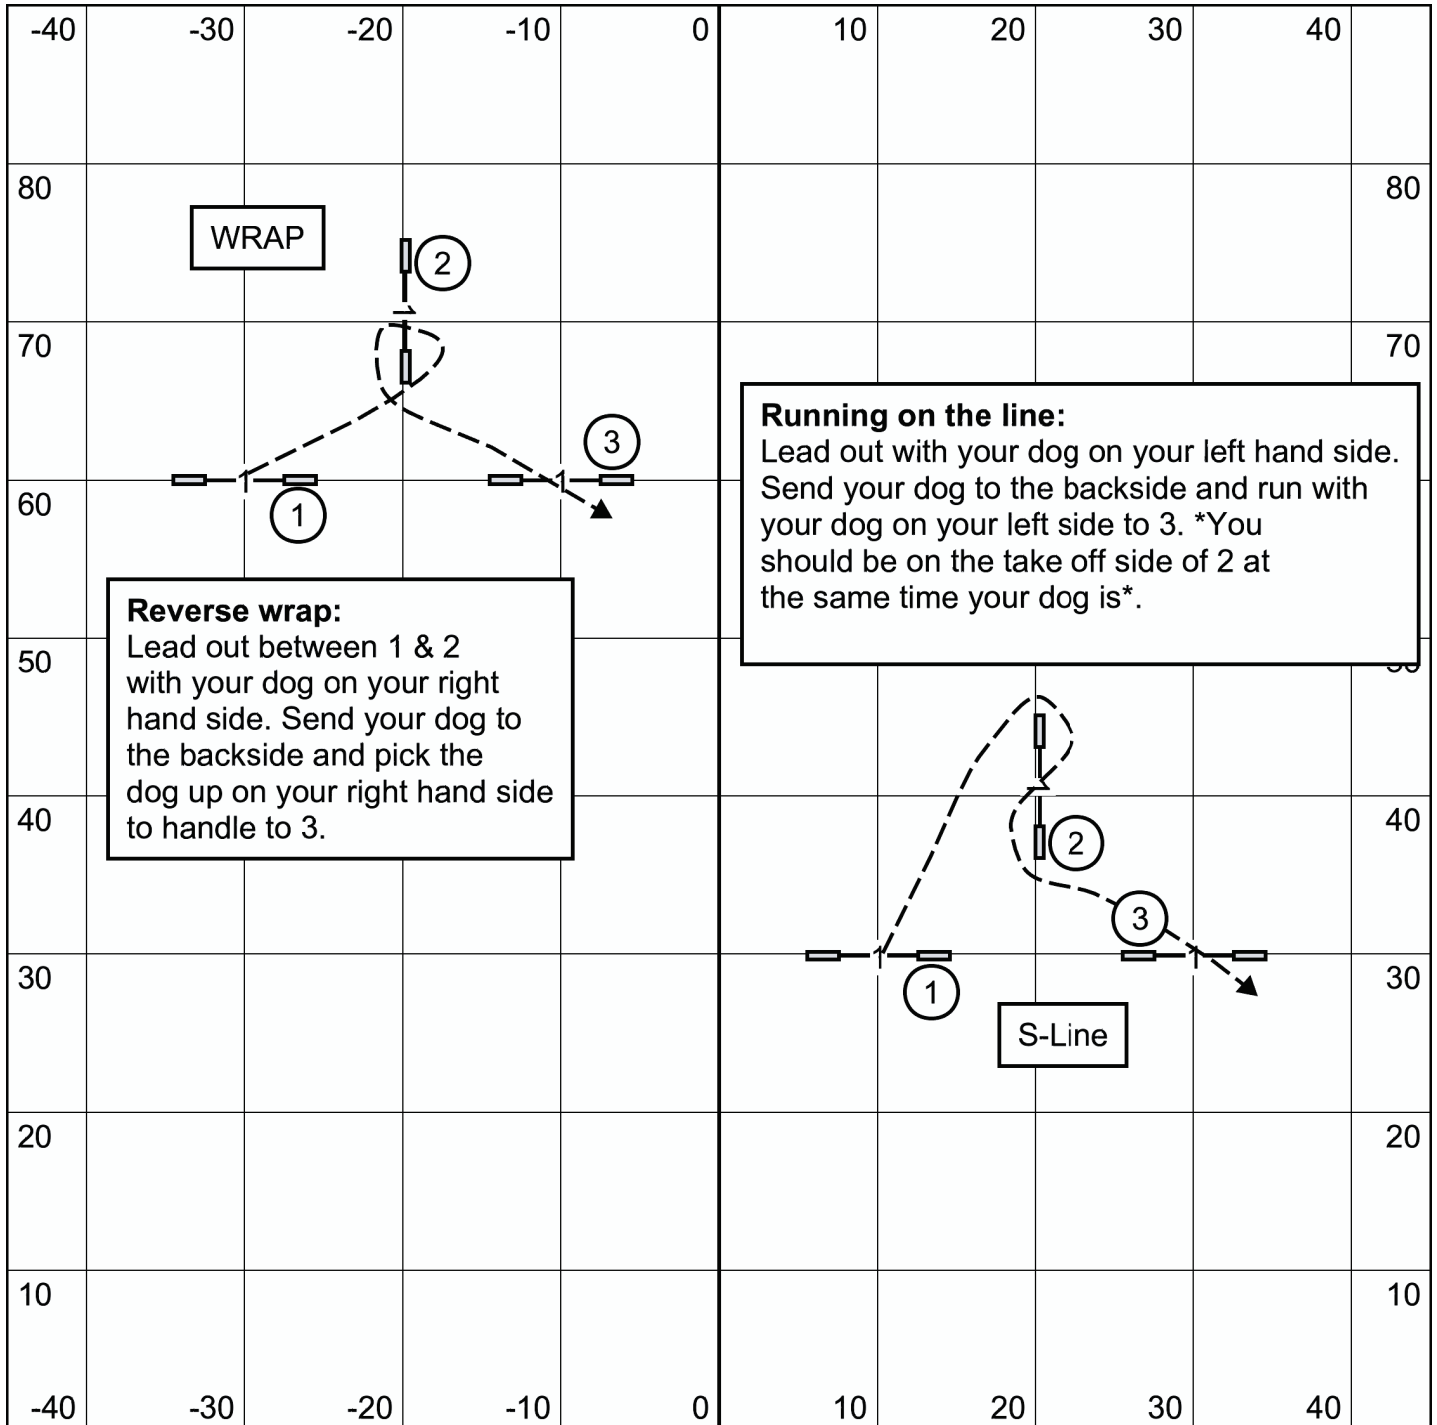 -40 -30 -20 -10 0 10 20 30 40
80 80
WRAP
2
70 70
Running on the line:
Lead out with your dog on your left hand side.
Send your dog to the backside and run with
your dog on your left side to 3. *You
should be on the take off side of 2 at
the same time your dog is*.
3
60
1
Reverse wrap:
Lead out between 1 & 2
with your dog on your right
hand side. Send your dog to
the backside and pick the
dog up on your right hand side
to handle to 3.
50 50
40 40
2
3
30 30
1
S-Line
20 20
10 10
-40 -30 -20 -10 0 10 20 30 40